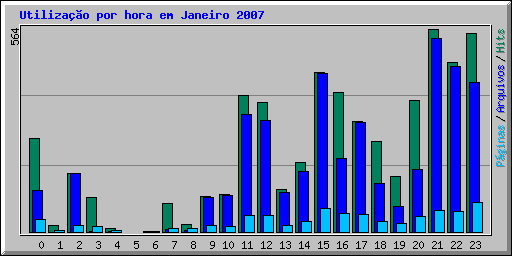 Utilização por hora em Janeiro 2007
564
Páginas / Arquivos / Hits
0 1 2 3 4 5 6 7 8 9 10 11 12 13 14 15 16 17 18 19 20 21 22 23